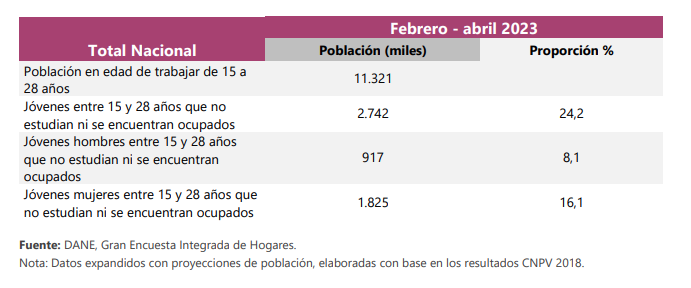 Febrero - abril 2023
Total Nacional
Población (miles)
Proporción %
Población en edad de trabajar de 15 a
28 años
11.321
Jóvenes entre 15 y 28 años que no
estudian ni se encuentran ocupados
2.742
24,2
Jóvenes hombres entre 15 y 28 años
que no estudian ni se encuentran
ocupados
917
8,1
Jóvenes mujeres entre 15 y 28 años que
no estudian ni se encuentran ocupados
1.825
16,1
Fuente: DANE, Gran Encuesta Integrada de Hogares.
Nota: Datos expandidos con proyecciones de población, elaboradas con base en los resultados CNPV 2018.